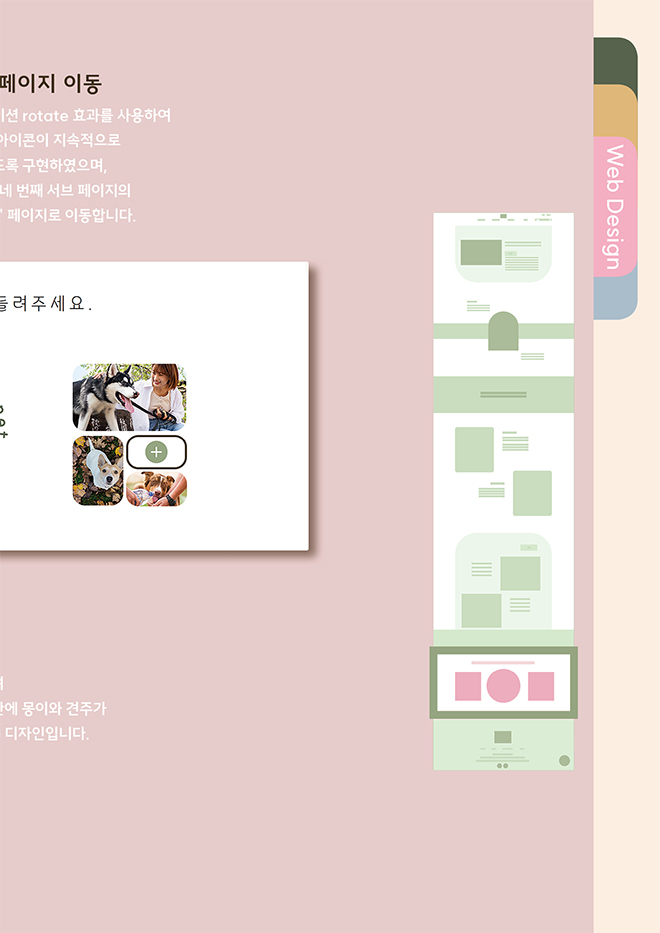 페이지 이동
이션 rotate 효과를 사용하여
아이콘이 지속적으로
도록 구현하였으며,
네 번째 서브 페이지의
' 페이지로 이동합니다.
Web Design
들려주세요.
pet
며
안에 몽이와 견주가
디자인입니다.